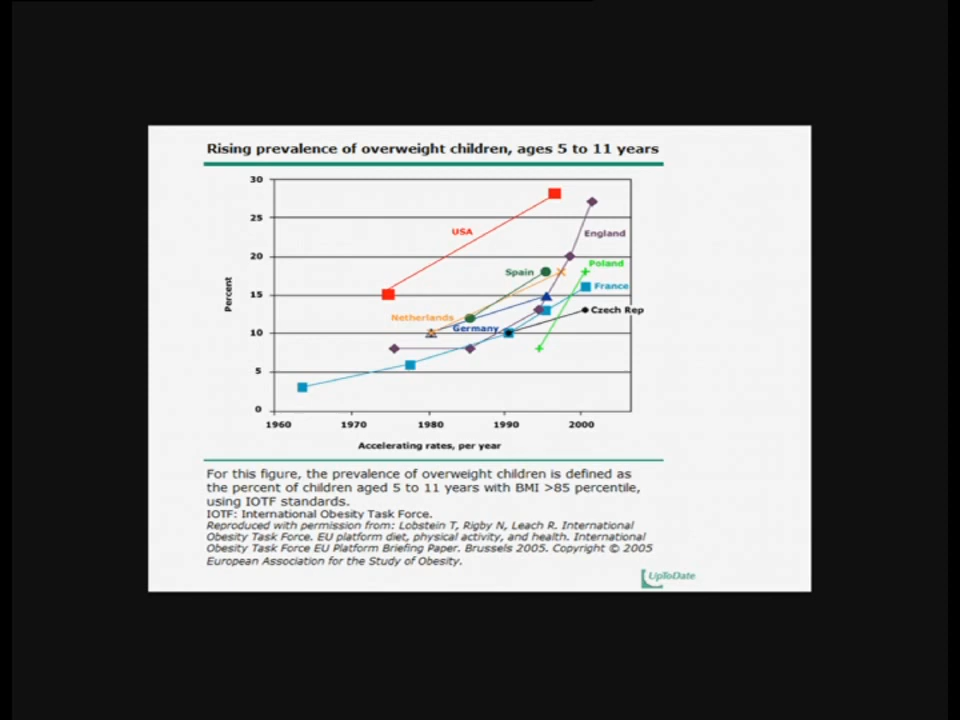 Rising prevalence of overweight children, ages 5 to 11 years
30
25
20
15
10
5
0
Percent
USA
England
Spain
Poland
France
Netherlands
Germany
Czech Rep
1960 1970 1980 1990 2000
Accelerating rates, per year
For this figure, the prevalence of overweight children is defined as
the percent of children aged 5 to 11 years with BMI >85 percentile,
using IOTF standards.
IOTF: International Obesity Task Force.
Reproduced with permission from: Lobstein T, Rigby N, Leach R. International
Obesity Task Force. EU platform diet, physical activity, and health. International
Obesity Task Force EU Platform Briefing Paper. Brussels 2005. Copyright © 2005
European Association for the Study of Obesity.
UpToDate